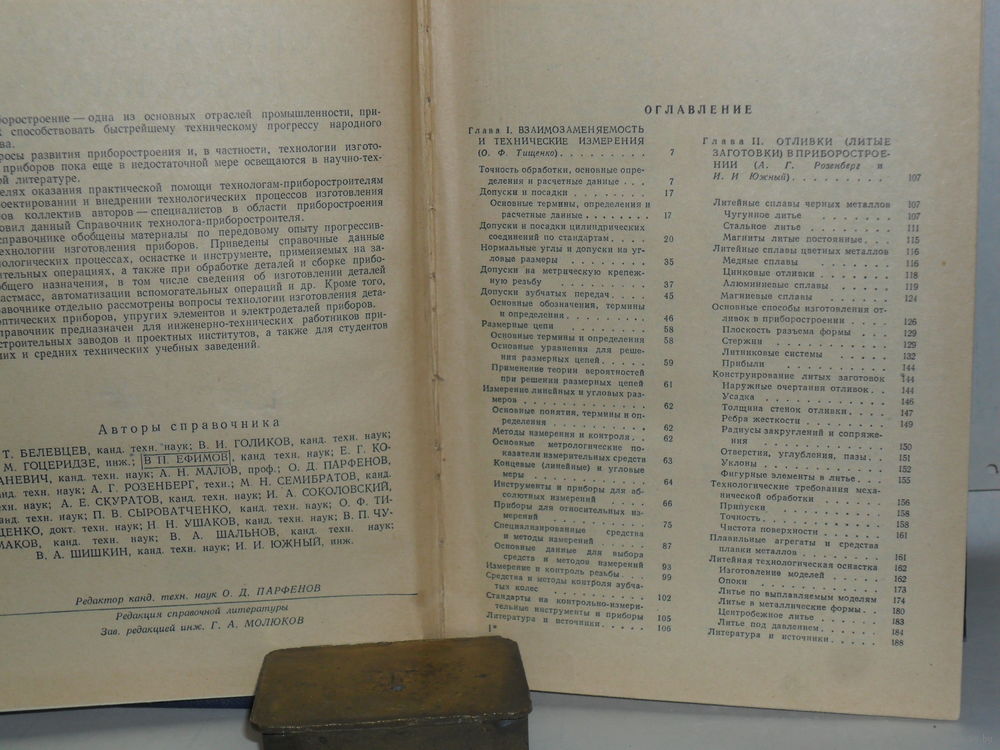 боростроение — одна из основных отраслей промышленности, при-
способствовать быстрейшему техническому прогрессу народного
ва.
росы развития приборостроения и, в частности, технологии изгото-
приборов пока еще в недостаточной мере освещаются в научно-тех-
ой литературе.
елях оказания практической помощи технологам-приборостроителям
роектировании и внедрении технологических процессов изготовления
ов коллектив авторов — специалистов в области приборостроения
овил данный Справочник технолога-приборостроителя.
справочнике обобщены материалы по передовому опыту прогрессив-
технологии изготовления приборов. Приведены справочные данные
нологических процессах, оснастке и инструменте, применяемых на за-
ительных операциях, а также при обработке деталей и сборке прибо-
общего назначения, в том числе сведения об изготовлении деталей
астмасс, автоматизации вспомогательных операций и др. Кроме того,
равочнике отдельно рассмотрены вопросы технологии изготовления дета-
оптических приборов, упругих элементов и электродеталей приборов.
правочник предназначен для инженерно-технических работников при-
строительных заводов и проектных институтов, а также для студентов
их и средних технических учебных заведений.
Авторы справочника
Т. БЕЛЕВЦЕВ, канд. техн. наук; В. И. ГОЛИКОВ, канд. техн. наук;
М. ГОЦЕРИДЗЕ, инж.; В П. ЕФИМОВ, канд. техн. наук; Е. Г. КО-
АНЕВИЧ, канд. техн. наук; А. Н. МАЛОВ, проф.; О. Д. ПАРФЕНОВ,
анд. техн. наук; А. Г. РОЗЕНБЕРГ, техн.; М. Н. СЕМИБРАТОВ, канд.
ехн. наук; А. Е. СКУРАТОВ, канд. техн. наук; И. А. СОКОЛОВСКИЙ,
анд. техн. наук; П. В. СЫРОВАТЧЕНКО, канд. техн. наук; О. Ф. ТИ-
ЩЕНКО, докт. техн. наук; Н. Н. УШАКОВ, канд. техн. наук; В. П. ЧУ-
МАКОВ, канд. техн. наук; В. А. ШАЛЬНОВ, канд. техн. наук;
В. А. ШИШКИН, канд. техн. наук; И. И. ЮЖНЫЙ, инж.
Редактор канд. техн. наук О. Д. ПАРФЕНОВ
Редакция справочной литературы
Зав. редакцией инж. Г. А. МОЛЮКОВ
ОГЛАВЛЕНИЕ
Глава I. ВЗАИМОЗАМЕНЯЕМОСТЬ
И ТЕХНИЧЕСКИЕ ИЗМЕРЕНИЯ
(О. Ф. Тищенко) . . . . . . . . . 7
Точность обработки, основные опре-
деления и расчетные данные . . . 7
Допуски и посадки . . . . . . . . 17
Основные термины, определения и
расчетные данные . . . . . . . 17
Допуски и посадки цилиндрических
соединений по стандартам . . . . 20
Нормальные углы и допуски на уг-
ловые размеры . . . . . . . . 35
Допуски на метрическую крепеж-
ную резьбу . . . . . . . . 37
Допуски зубчатых передач . . . . 45
Основные обозначения, термины
и определения . . . . . . . . 46
Размерные цепи . . . . . . . . 58
Основные термины и определения 58
Основные уравнения для реше-
ния размерных цепей . . . . . 59
Применение теории вероятностей
при решении размерных цепей 61
Измерение линейных и угловых раз-
меров . . . . . . . . . . . . 62
Основные понятия, термины и оп-
ределения . . . . . . . . . . 62
Методы измерения и контроля . . 62
Основные метрологические по-
казатели измерительных средств 63
Концевые (линейные) и угловые
меры . . . . . . . . . . . . 64
Инструменты и приборы для аб-
солютных измерений . . . . . 66
Приборы для относительных из-
мерений . . . . . . . . . . 75
Специализированные средства
и методы измерений . . . . . 87
Основные данные для выбора
средств и методов измерений 93
Измерение и контроль резьбы . . . 99
Средства и методы контроля зубча-
тых колес . . . . . . . . . . 102
Стандарты на контрольно-измери-
тельные инструменты и приборы 105
Литература и источники . . . . . 106
1*
Глава II. ОТЛИВКИ (ЛИТЫЕ
ЗАГОТОВКИ) В ПРИБОРОСТРОЕ-
НИИ (А. Г. Розенберг и
И. И Южный) . . . . . . . . . 107
Литейные сплавы черных металлов 107
Чугунное литье . . . . . . . 107
Стальное литье . . . . . . . 111
Магниты литые постоянные . . . 115
Литейные сплавы цветных металлов 116
Медные сплавы . . . . . . . 116
Цинковые отливки . . . . . . 118
Алюминиевые сплавы . . . . . 119
Магниевые сплавы . . . . . . 124
Основные способы изготовления от-
ливок в приборостроении . . . . 126
Плоскость разъема формы . . . . 129
Стержни . . . . . . . . . . 129
Литниковые системы . . . . . 132
Прибыли . . . . . . . . . . 144
Конструирование литых заготовок 144
Наружные очертания отливок . . 144
Усадка . . . . . . . . . . . 146
Толщина стенок отливки . . . . 147
Ребра жесткости . . . . . . . 149
Радиусы закруглений и сопряже-
ния . . . . . . . . . . . . 150
Отверстия, углубления, пазы . . 151
Уклоны . . . . . . . . . . 152
Фигурные элементы в литье . . . 155
Технологические требования меха-
нической обработки . . . . . . 156
Припуски . . . . . . . . . . 158
Точность . . . . . . . . . . 158
Чистота поверхности . . . . . . 161
Плавильные агрегаты и средства
плавки металлов . . . . . . . 161
Литейная технологическая оснастка 162
Изготовление моделей . . . . . 162
Опоки . . . . . . . . . . . 173
Литье по выплавляемым моделям 174
Литье в металлические формы . . 180
Центробежное литье . . . . . . 183
Литье под давлением . . . . . . 184
Литература и источники . . . . . 188